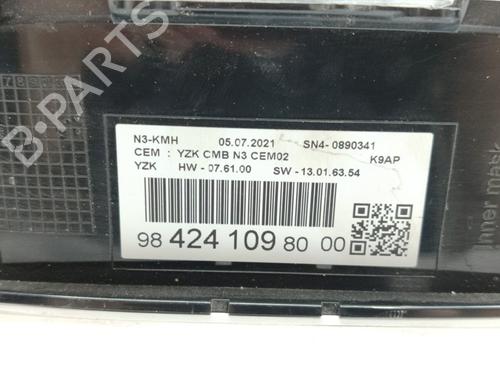 B-Parts
N3-KMH 05.07.2021 SN4- 0890341
CEM : YZK CMB N3 CEM02 K9AP
YZK HW - 07.61.00 SW - 13.01.63.54
98 424 109 80 00
Inner mask